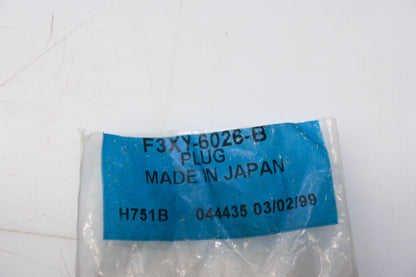 F3XY-6026-B
PLUG
MADE IN JAPAN
H751B 044435 03/02/99